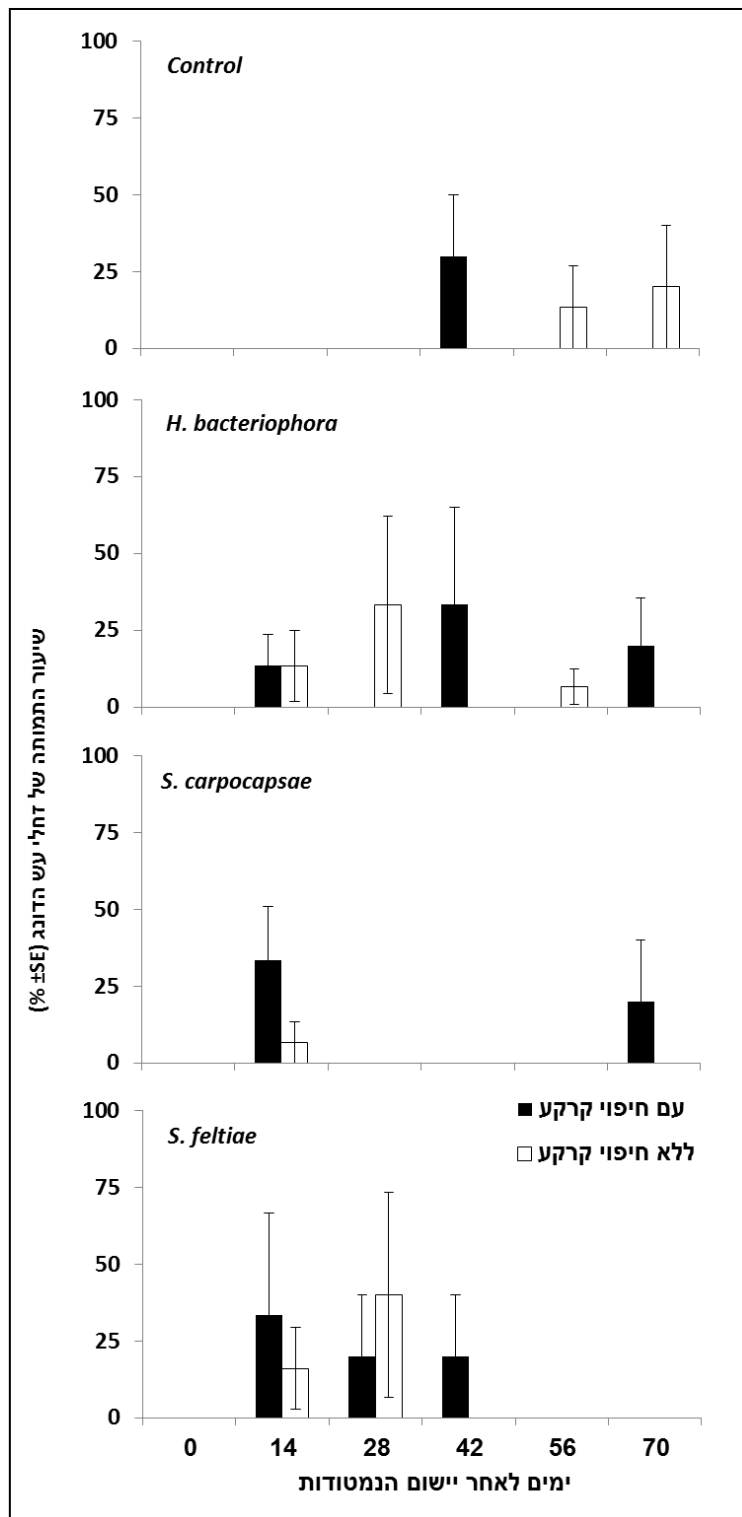 Control
100
75
50
25
0
H. bacteriophora
100
75
50
25
0
S. carpocapsae
100
75
50
25
0
S. feltiae
100
75
50
25
0
עם חיפוי קרקע
ללא חיפוי קרקע
0 14 28 42 56 70
ימים לאחר יישום הנמטודות
שיעור התמותה של דחלי עש הדונג (% ±SE)